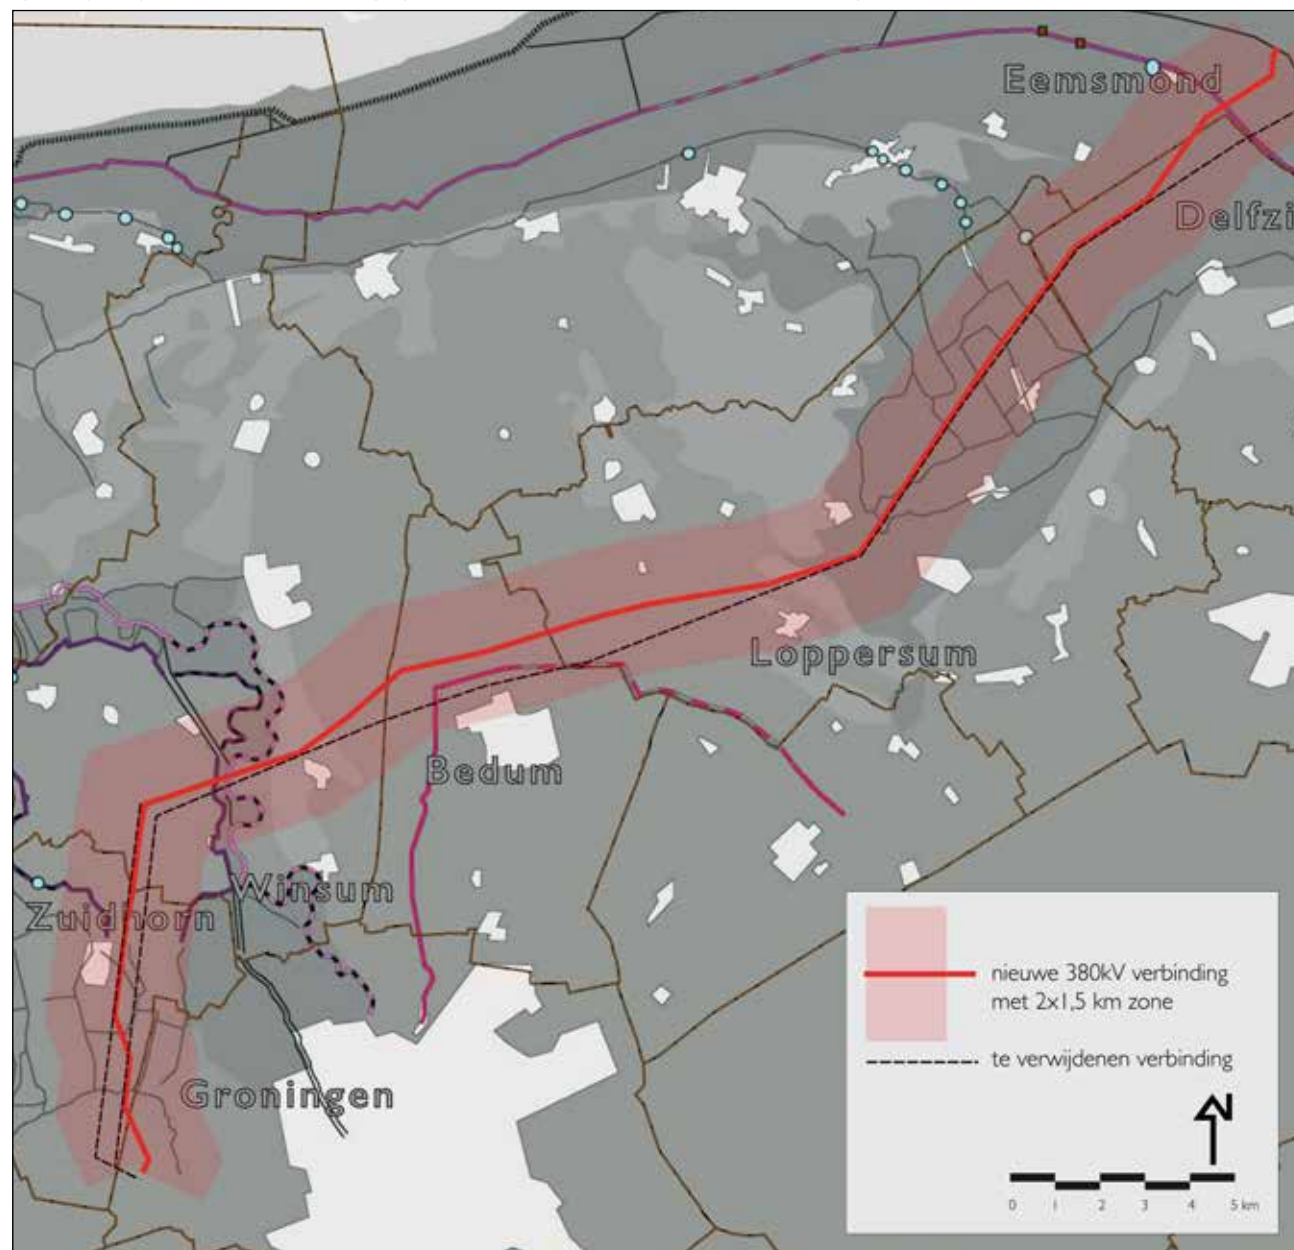 Eemsmond
Delfzi
Loppersum
Bedum
Winsum
Zuidhorn
Groningen
nieuwe 380kV verbinding
met 2x1,5 km zone
te verwijdenen verbinding
N
0 1 2 3 4 5 km